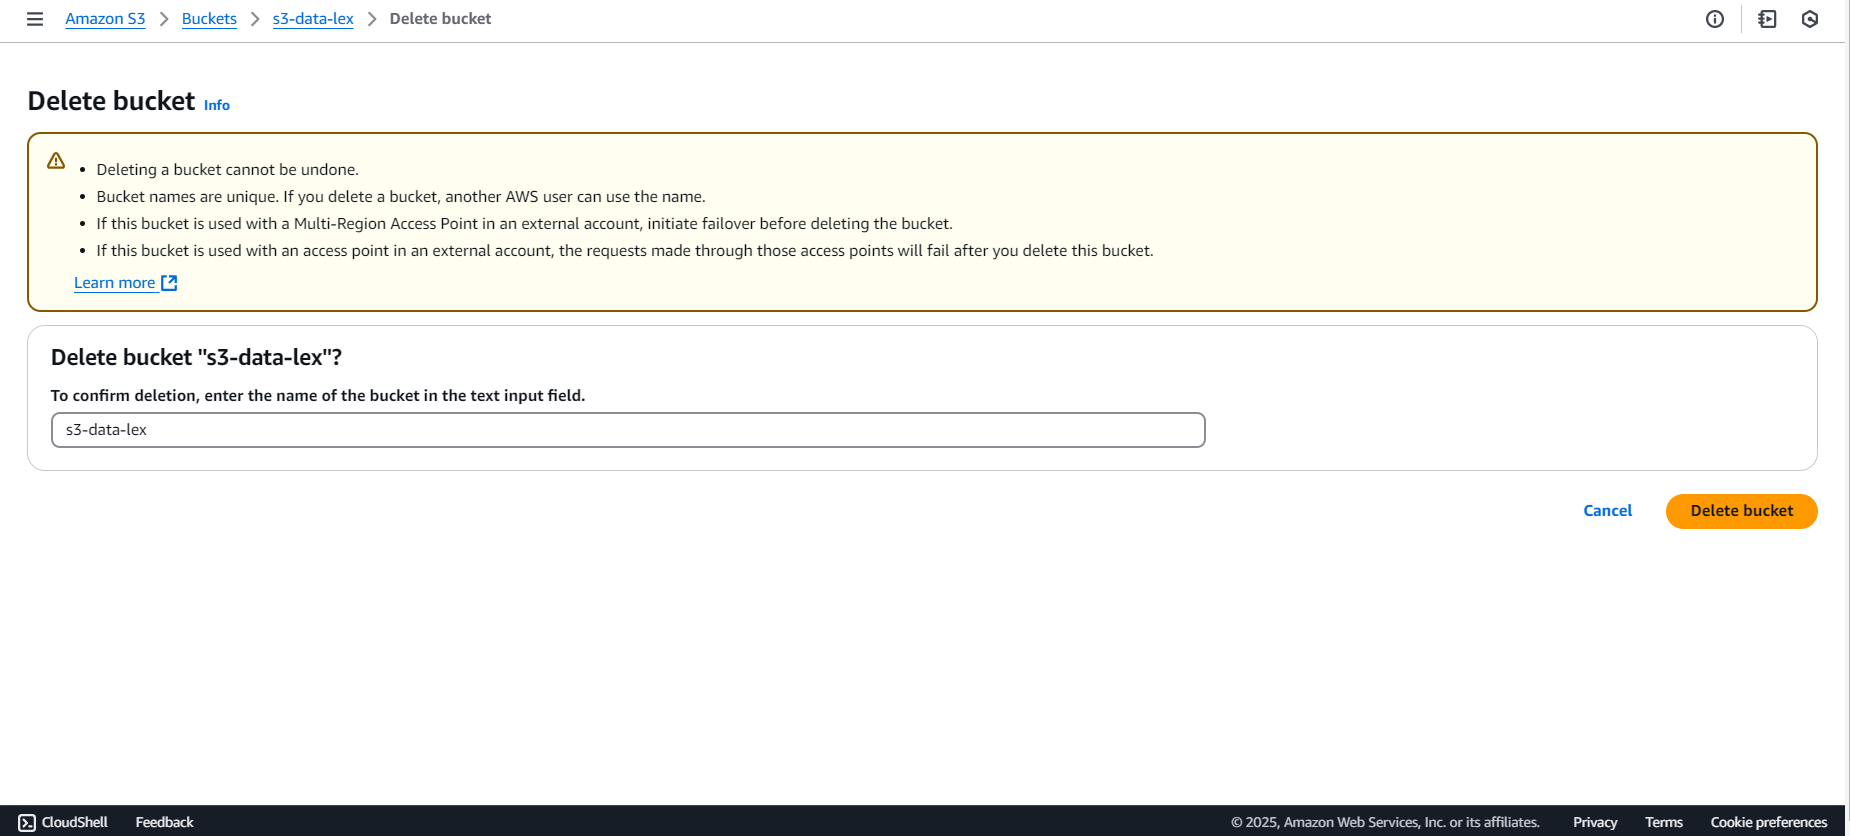 Amazon S3 > Buckets > s3-data-lex > Delete bucket
Delete bucket Info
• Deleting a bucket cannot be undone.
• Bucket names are unique. If you delete a bucket, another AWS user can use the name.
• If this bucket is used with a Multi-Region Access Point in an external account, initiate failover before deleting the bucket.
• If this bucket is used with an access point in an external account, the requests made through those access points will fail after you delete this bucket.
Learn more
Delete bucket "s3-data-lex"?
To confirm deletion, enter the name of the bucket in the text input field.
s3-data-lex
Cancel Delete bucket
CloudShell Feedback © 2025, Amazon Web Services, Inc. or its affiliates. Privacy Terms Cookie preferences